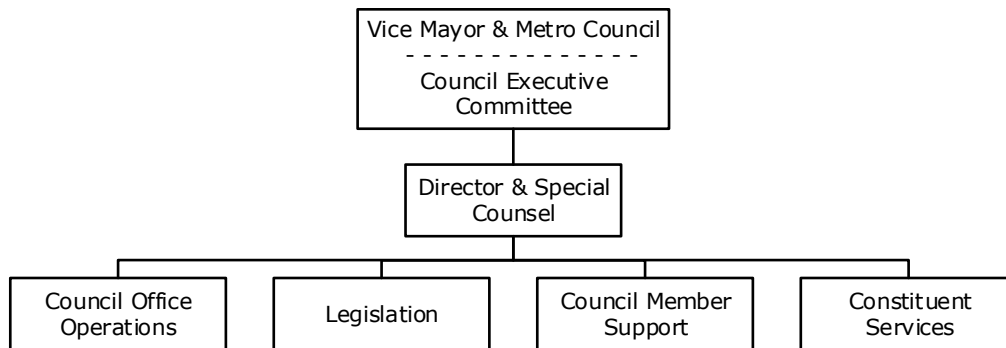 Vice Mayor & Metro Council
Council Executive
Committee
Director & Special
Counsel
Council Office
Operations
Legislation
Council Member
Support
Constituent
Services